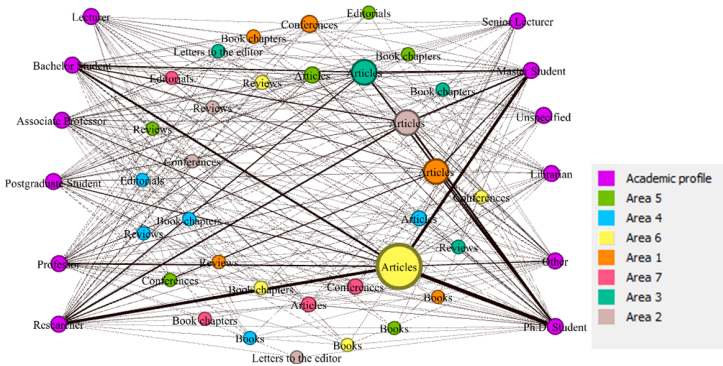 Lecturer
Editorials
Senior Lecturer
Conferences
Book chapters
Letters to the editor
Book chapters
Bachelor Student
Editorials
Reviews
Articles
Articles
Master Student
Book chapters
Reviews
Associate Professor
Reviews
Articles
Unspecified
Conferences
Articles
Librarian
Postgraduate Student
Editorials
Conferences
Book chapters
Articles
Reviews
Reviews
Professor
Reviews
Articles
Other
Conferences
Book chapters
Conferences
Books
Articles
Researcher
Book chapters
Books
Ph.D. Student
Books
Books
Letters to the editor
Academic profile
Area 5
Area 4
Area 6
Area 1
Area 7
Area 3
Area 2